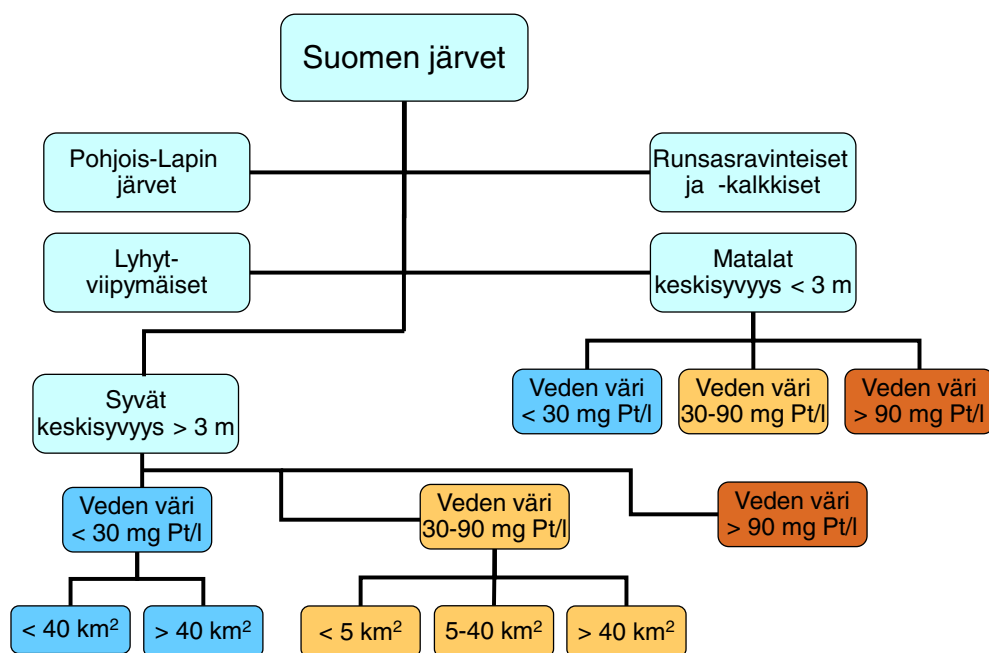 Suomen järvet
Pohjois-Lapin
järvet
Runsasravinteiset
ja -kalkkiset
Lyhyt-
viipymäiset
Matalat
keskisyvyys < 3 m
Syvät
keskisyvyys > 3 m
Veden väri
< 30 mg Pt/l
Veden väri
30-90 mg Pt/l
Veden väri
> 90 mg Pt/l
Veden väri
< 30 mg Pt/l
Veden väri
30-90 mg Pt/l
Veden väri
> 90 mg Pt/l
< 40 km²
> 40 km²
< 5 km²
5-40 km²
> 40 km²